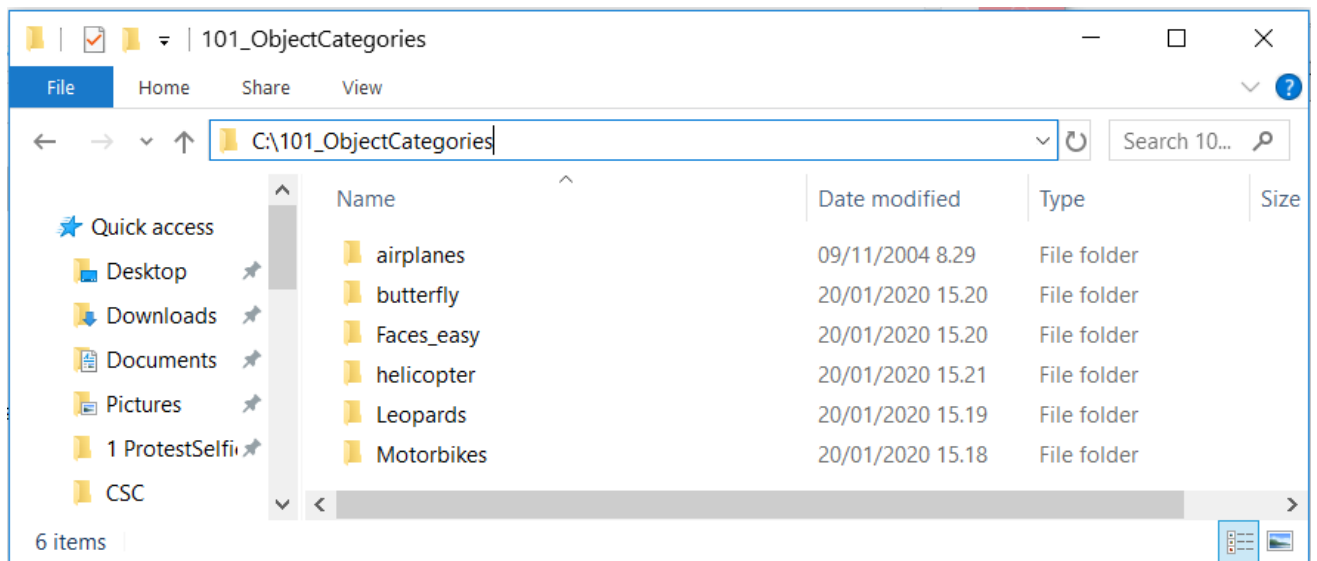 101_ObjectCategories
File Home Share View
C:\101_ObjectCategories Search 10...
Name Date modified Type Size
Quick access
Desktop
Downloads
Documents
Pictures
1 ProtestSelfi
CSC
airplanes 09/11/2004 8.29 File folder
butterfly 20/01/2020 15.20 File folder
Faces_easy 20/01/2020 15.20 File folder
helicopter 20/01/2020 15.21 File folder
Leopards 20/01/2020 15.19 File folder
Motorbikes 20/01/2020 15.18 File folder
6 items